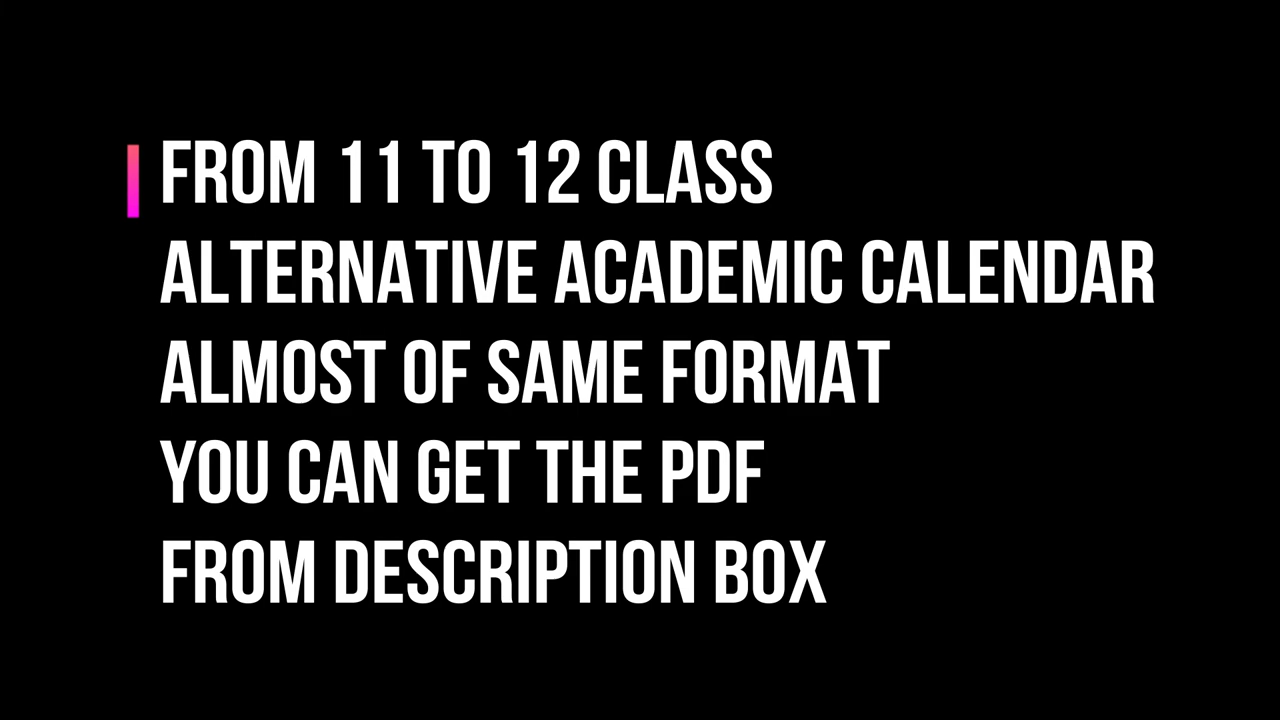 FROM 11 TO 12 CLASS
ALTERNATIVE ACADEMIC CALENDAR
ALMOST OF SAME FORMAT
YOU CAN GET THE PDF
FROM DESCRIPTION BOX